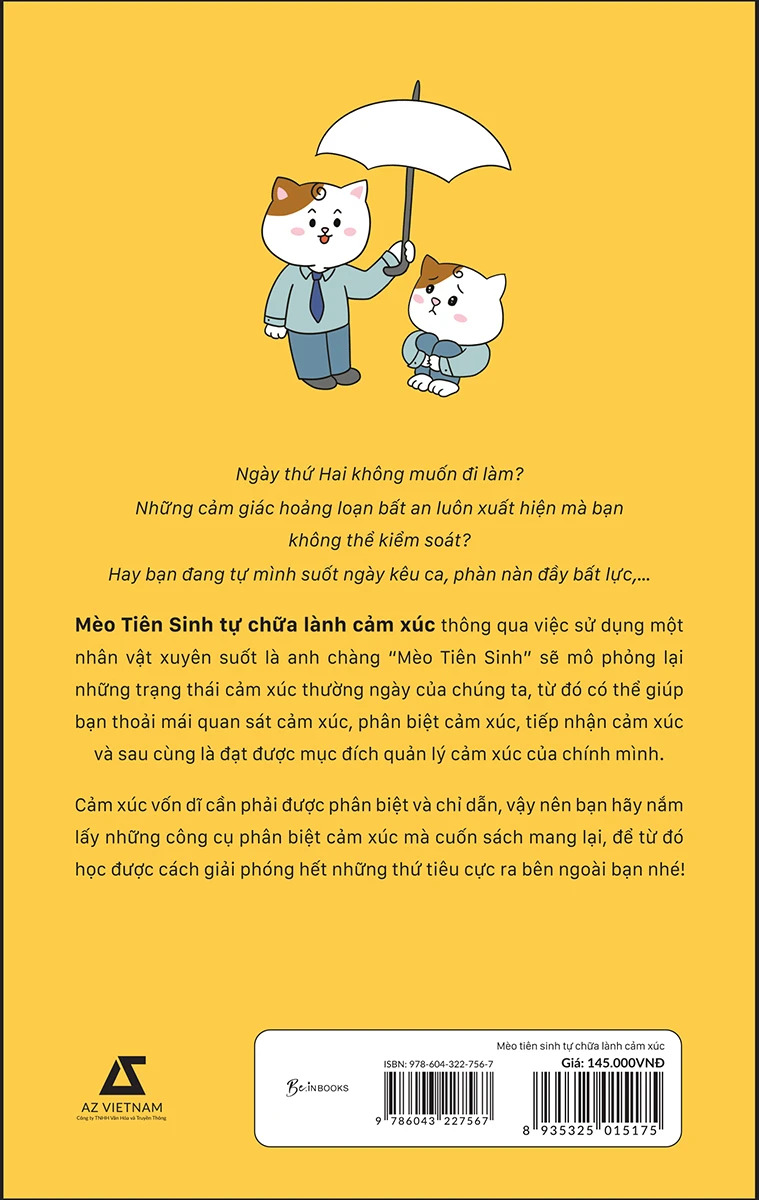 Ngày thứ Hai không muốn đi làm?
Những cảm giác hoảng loạn bất an luôn xuất hiện mà bạn
không thể kiểm soát?
Hay bạn đang tự mình suốt ngày kêu ca, phàn nàn đầy bất lực,...
Mèo Tiên Sinh tự chữa lành cảm xúc thông qua việc sử dụng một
nhân vật xuyên suốt là anh chàng “Mèo Tiên Sinh” sẽ mô phỏng lại
những trạng thái cảm xúc thường ngày của chúng ta, từ đó có thể giúp
bạn thoải mái quan sát cảm xúc, phân biệt cảm xúc, tiếp nhận cảm xúc
và sau cùng là đạt được mục đích quản lý cảm xúc của chính mình.
Cảm xúc vốn dĩ cần phải được phân biệt và chỉ dẫn, vậy nên bạn hãy nắm
lấy những công cụ phân biệt cảm xúc mà cuốn sách mang lại, để từ đó
học được cách giải phóng hết những thứ tiêu cực ra bên ngoài bạn nhé!
AZ VIETNAM
Công ty TNHH Văn Hóa và Truyền Thông
Be.INBOOKS
Mèo tiên sinh tự chữa lành cảm xúc
ISBN: 978-604-322-756-7
Giá: 145.000VNĐ
9 786043 227567
8 935325 015175